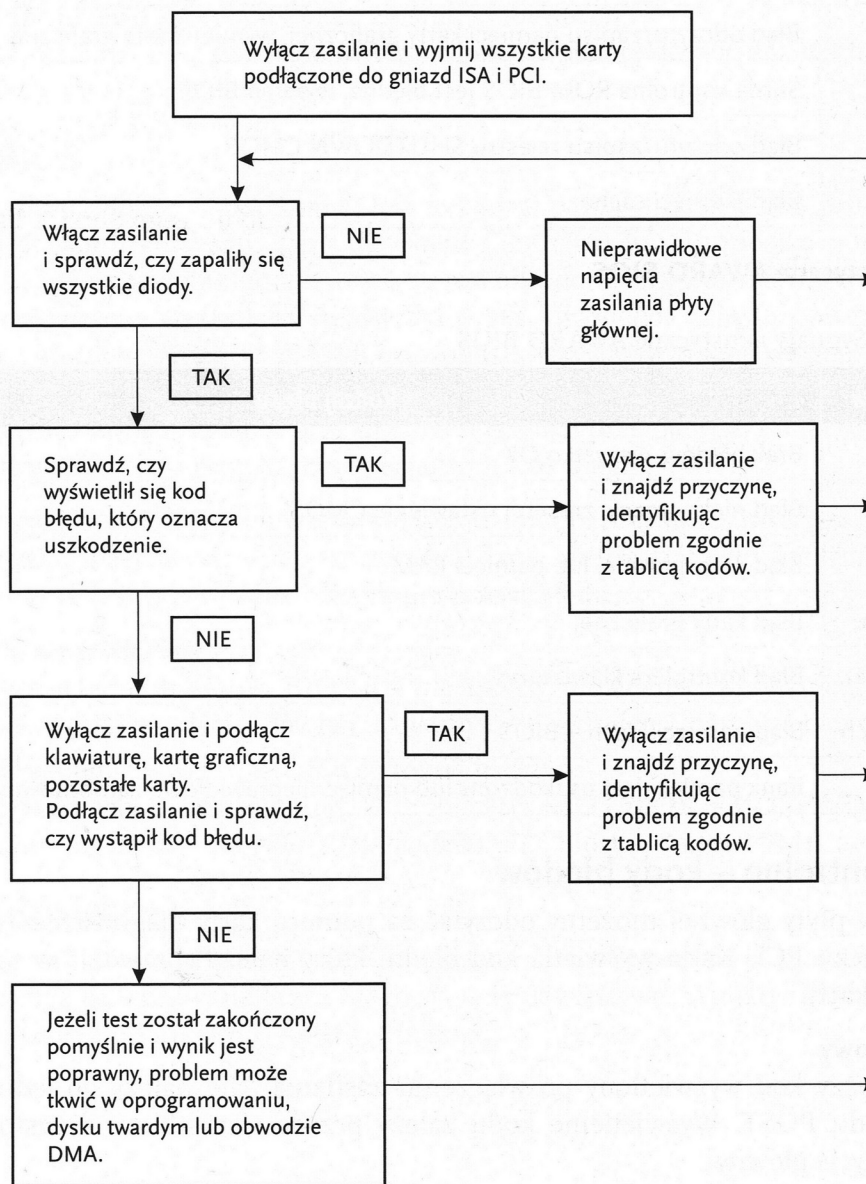 Wyłącz zasilanie i wyjmij wszystkie karty
podłączone do gniazd ISA i PCI.
Włącz zasilanie
i sprawdź, czy zapaliły się
wszystkie diody.
NIE
Nieprawidłowe
napięcia
zasilania płyty
głównej.
TAK
Sprawdź, czy
wyświetlił się kod
błędu, który oznacza
uszkodzenie.
TAK
Wyłącz zasilanie
i znajdź przyczynę,
identyfikując
problem zgodnie
z tablicą kodów.
NIE
Wyłącz zasilanie i podłącz
klawiaturę, kartę graficzną,
pozostałe karty.
Podłącz zasilanie i sprawdź,
czy wystąpił kod błędu.
TAK
Wyłącz zasilanie
i znajdź przyczynę,
identyfikując
problem zgodnie
z tablicą kodów.
NIE
Jeżeli test został zakończony
pomyślnie i wynik jest
poprawny, problem może
tkwić w oprogramowaniu,
dysku twardym lub obwodzie
DMA.